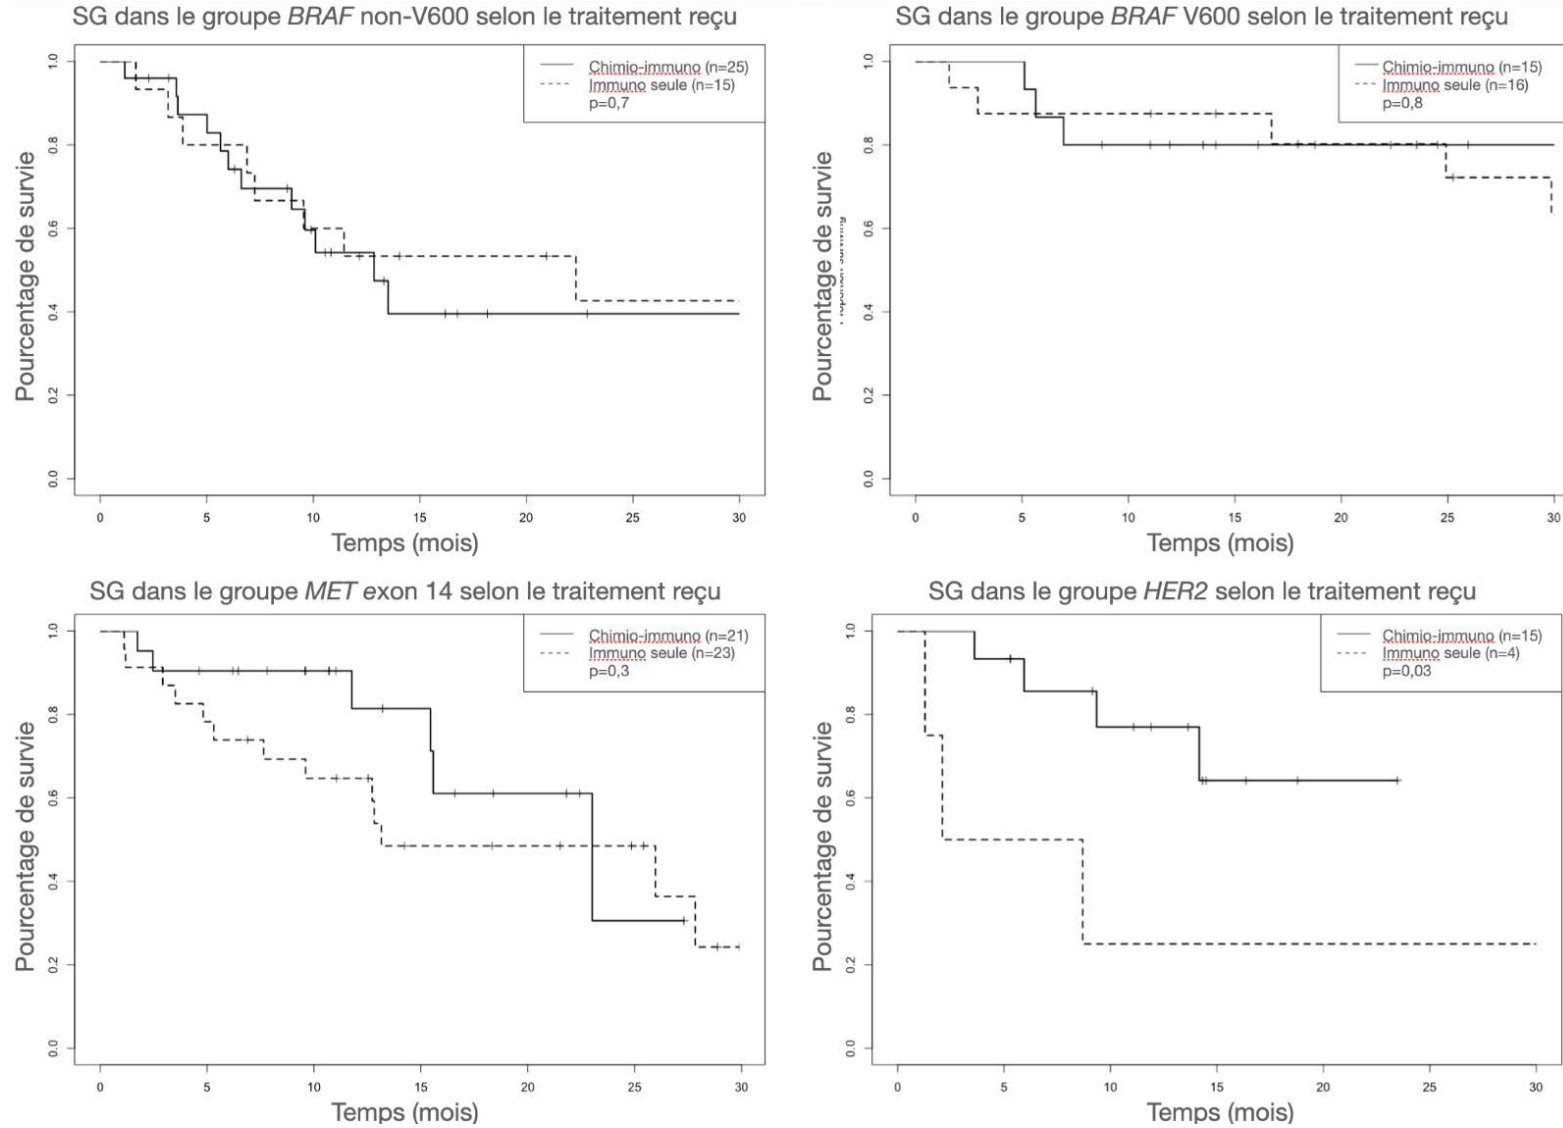 SG dans le groupe BRAF non-V600 selon le traitement reçu
Chimio-immuno (n=25)
Immuno seule (n=15)
p=0,7
Pourcentage de survie
1.0
0.8
0.6
0.4
0.2
0.0
0 5 10 15 20 25 30
Temps (mois)
SG dans le groupe BRAF V600 selon le traitement reçu
Chimio-immuno (n=15)
Immuno seule (n=16)
p=0,8
Pourcentage de survie
1.0
0.8
0.6
0.4
0.2
0.0
0 5 10 15 20 25 30
Temps (mois)
SG dans le groupe MET exon 14 selon le traitement reçu
Chimio-immuno (n=21)
Immuno seule (n=23)
p=0,3
Pourcentage de survie
1.0
0.8
0.6
0.4
0.2
0.0
0 5 10 15 20 25 30
Temps (mois)
SG dans le groupe HER2 selon le traitement reçu
Chimio-immuno (n=15)
Immuno seule (n=4)
p=0,03
Pourcentage de survie
1.0
0.8
0.6
0.4
0.2
0.0
0 5 10 15 20 25 30
Temps (mois)